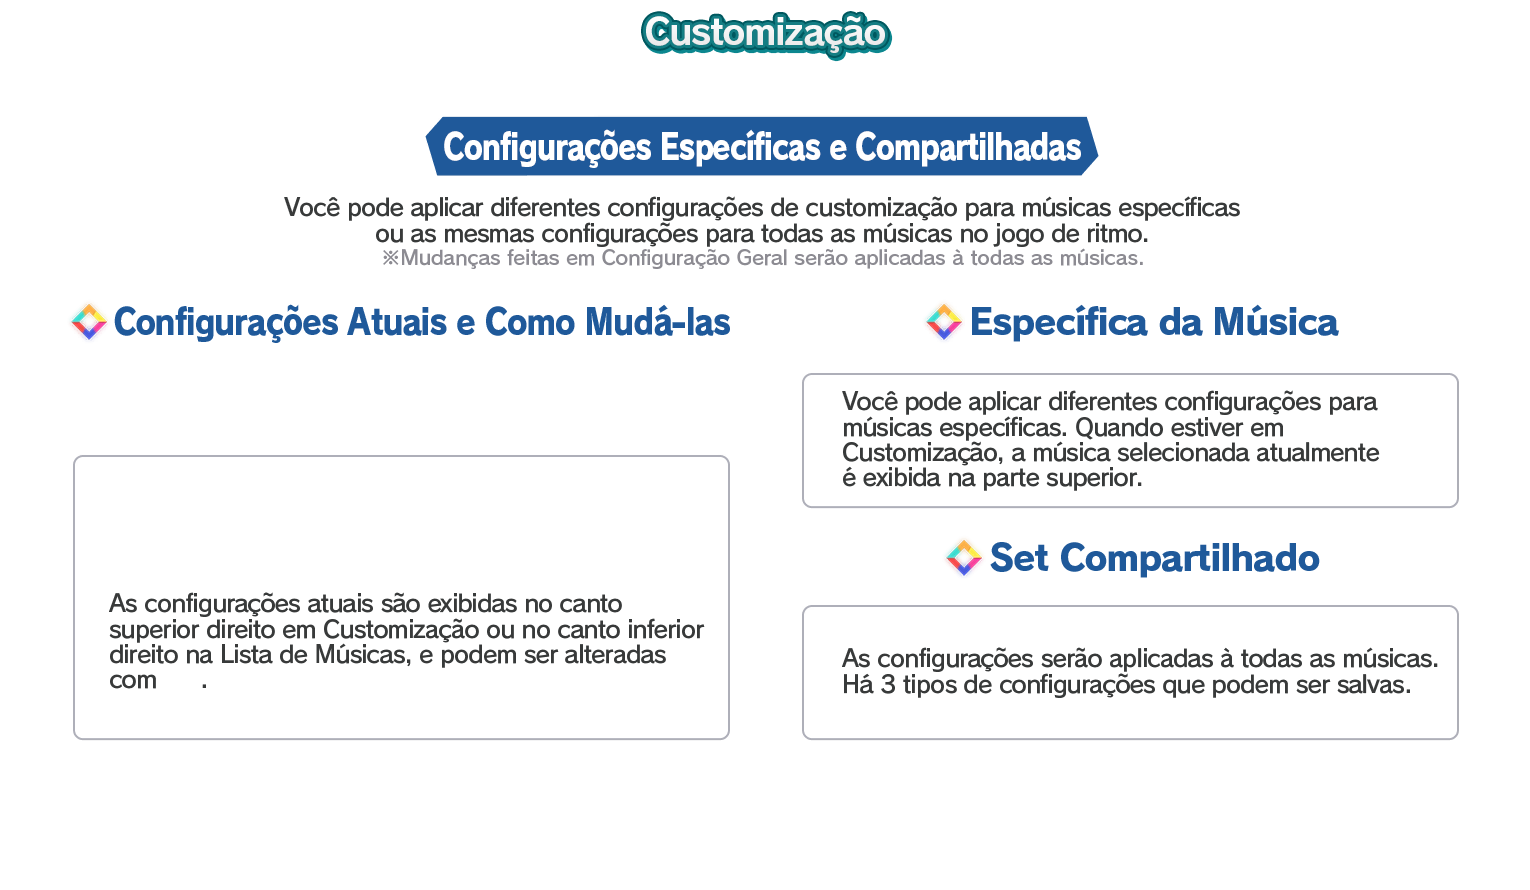 Customização
Configurações Específicas e Compartilhadas
Você pode aplicar diferentes configurações de customização para músicas específicas
ou as mesmas configurações para todas as músicas no jogo de ritmo.
※Mudanças feitas em Configuração Geral serão aplicadas à todas as músicas.
Configurações Atuais e Como Mudá-las
As configurações atuais são exibidas no canto
superior direito em Customização ou no canto inferior
direito na Lista de Músicas, e podem ser alteradas
com .
Específica da Música
Você pode aplicar diferentes configurações para
músicas específicas. Quando estiver em
Customização, a música selecionada atualmente
é exibida na parte superior.
Set Compartilhado
As configurações serão aplicadas à todas as músicas.
Há 3 tipos de configurações que podem ser salvas.